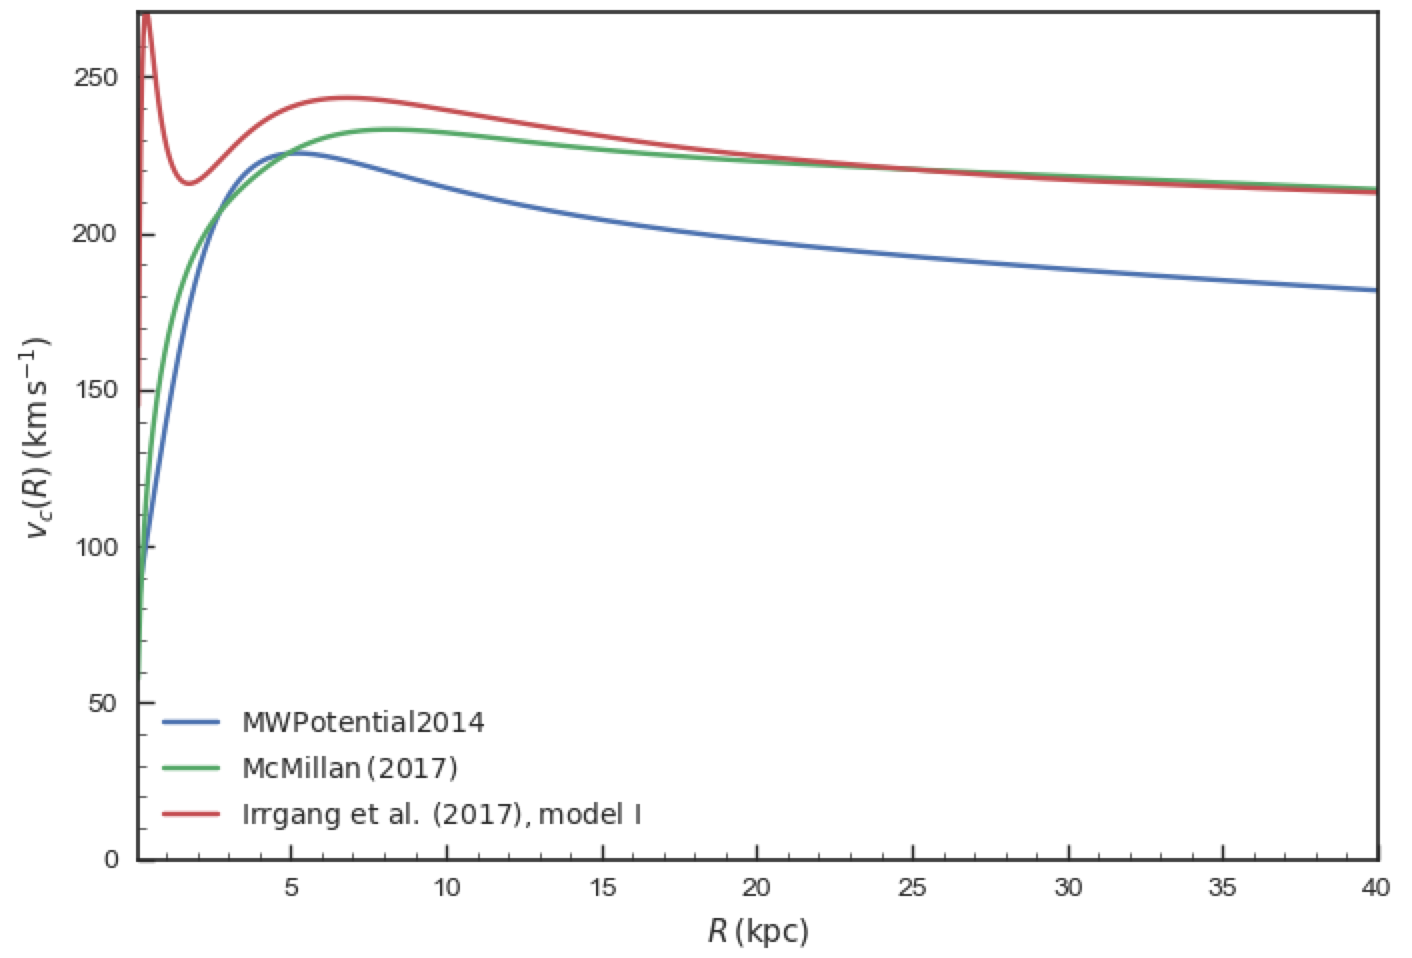 250
200
150
100
50
0
v_c(R) (km s⁻¹)
MWPotential2014
McMillan (2017)
Irrgang et al. (2017), model I
5 10 15 20 25 30 35 40
R (kpc)